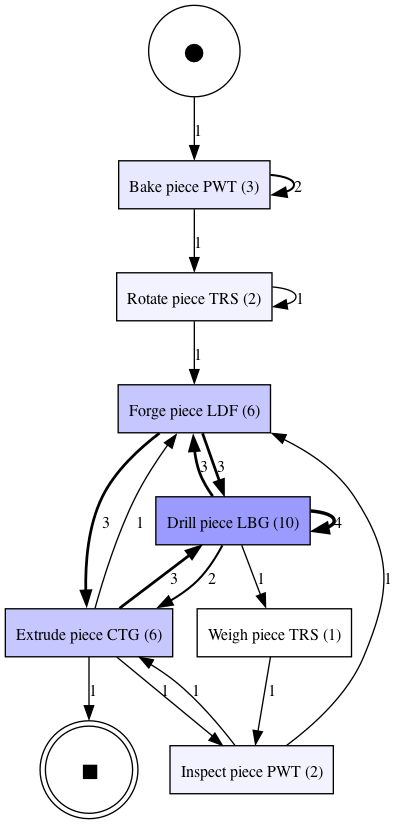 1
Bake piece PWT (3)
2
1
Rotate piece TRS (2)
1
1
Forge piece LDF (6)
3
3
3
1
Drill piece LBG (10)
4
3
2
1
1
Extrude piece CTG (6)
Weigh piece TRS (1)
1
1
1
1
Inspect piece PWT (2)